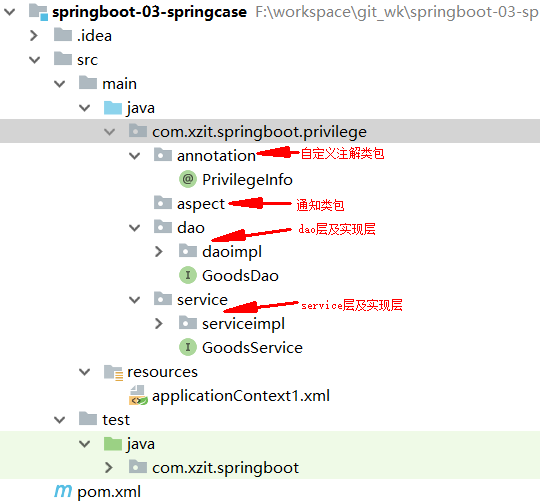 springboot-03-springcase F:\workspace\git_wk\springboot-03-sp
.idea
src
main
java
com.xzit.springboot.privilege
annotation 自定义注解类包
@ PrivilegeInfo
aspect 通知类包
dao dao层及实现层
daoimpl
I GoodsDao
service service层及实现层
serviceimpl
I GoodsService
resources
applicationContext1.xml
test
java
com.xzit.springboot
m pom.xml